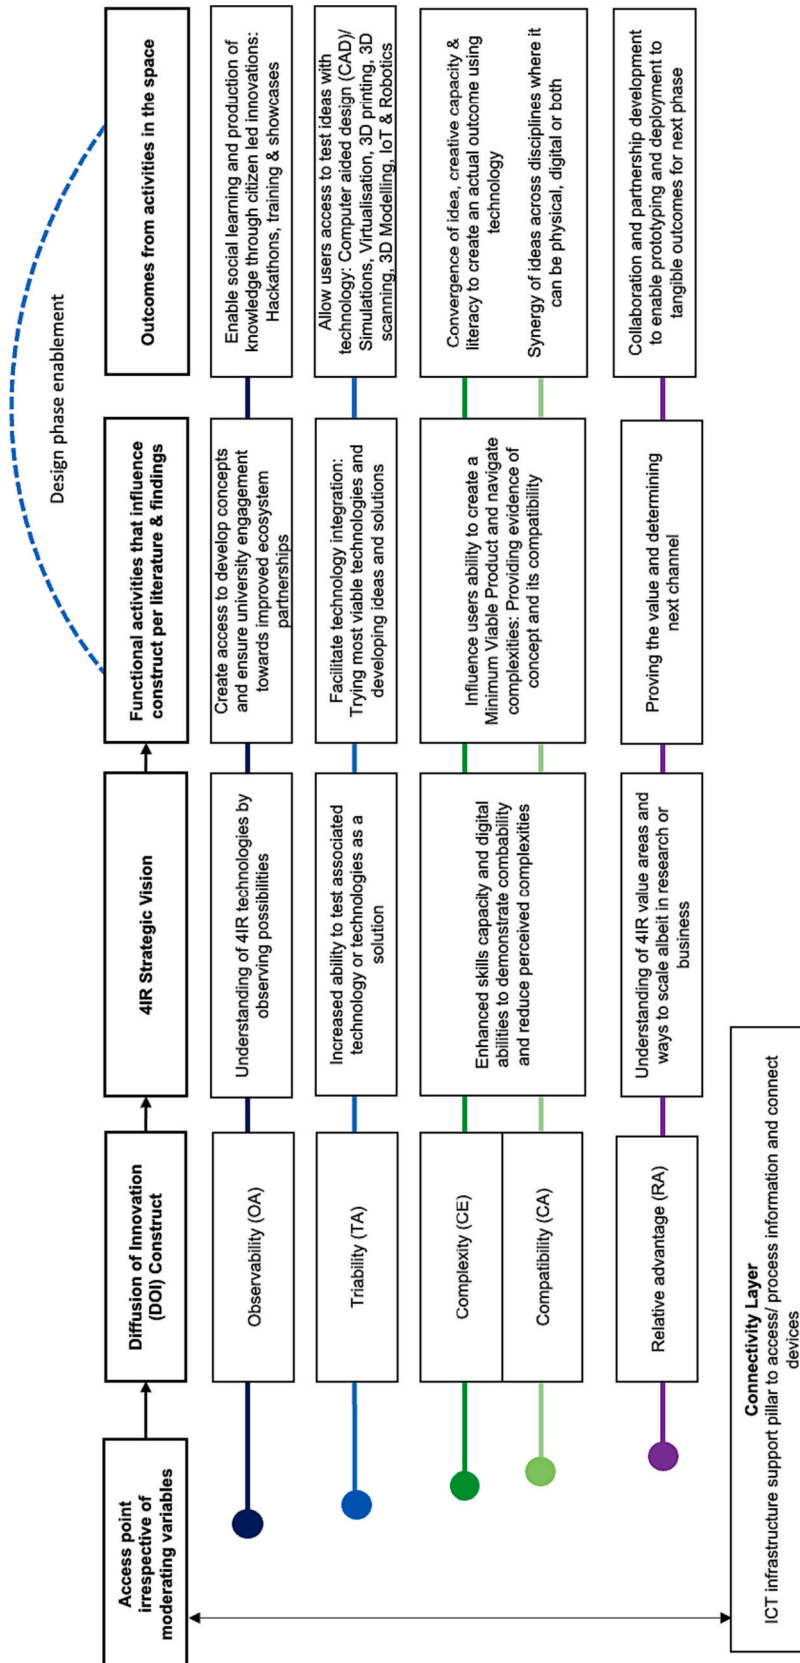 Design phase enablement
Access point
irrespective of
moderating variables
Diffusion of Innovation
(DOI) Construct
4IR Strategic Vision
Functional activities that influence
construct per literature & findings
Outcomes from activities in the space
Observability (OA)
Understanding of 4IR technologies by
observing possibilities
Create access to develop concepts
and ensure university engagement
towards improved ecosystem
partnerships
Enable social learning and production of
knowledge through citizen led innovations:
Hackathons, training & showcases
Triability (TA)
Increased ability to test associated
technology or technologies as a
solution
Facilitate technology integration:
Trying most viable technologies and
developing ideas and solutions
Allow users access to test ideas with
technology: Computer aided design (CAD)/
Simulations, Virtualisation, 3D printing, 3D
scanning, 3D Modelling, IoT & Robotics
Complexity (CE)
Compatibility (CA)
Enhanced skills capacity and digital
abilities to demonstrate combability
and reduce perceived complexities
Influence users ability to create a
Minimum Viable Product and navigate
complexities: Providing evidence of
concept and its compatibility
Convergence of idea, creative capacity &
literacy to create an actual outcome using
technology
Synergy of ideas across disciplines where it
can be physical, digital or both
Relative advantage (RA)
Understanding of 4IR value areas and
ways to scale albeit in research or
business
Proving the value and determining
next channel
Collaboration and partnership development
to enable prototyping and deployment to
tangible outcomes for next phase
Connectivity Layer
ICT infrastructure support pillar to access/ process information and connect
devices